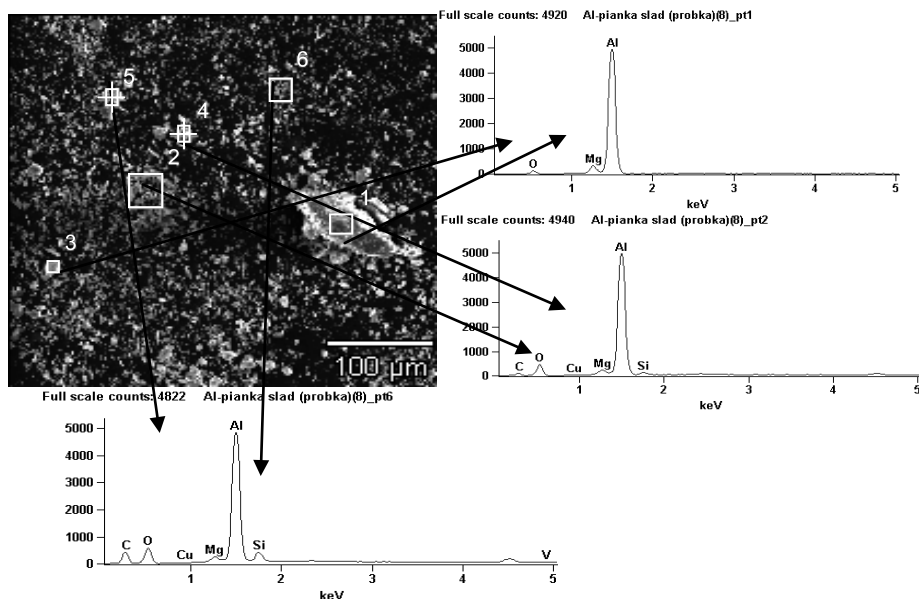 6
5
4
2
1
3
100 µm
Full scale counts: 4920 Al-pianka slad (probka)(8)_pt1
Al
5000
4000
3000
2000
1000
0
O
Mg
1 2 3 4 5
keV
Full scale counts: 4940 Al-pianka slad (probka)(8)_pt2
Al
5000
4000
3000
2000
1000
0
C O Cu Mg Si
1 2 3 4 5
keV
Full scale counts: 4822 Al-pianka slad (probka)(8)_pt6
Al
5000
4000
3000
2000
1000
0
C O Cu Mg Si V
1 2 3 4 5
keV